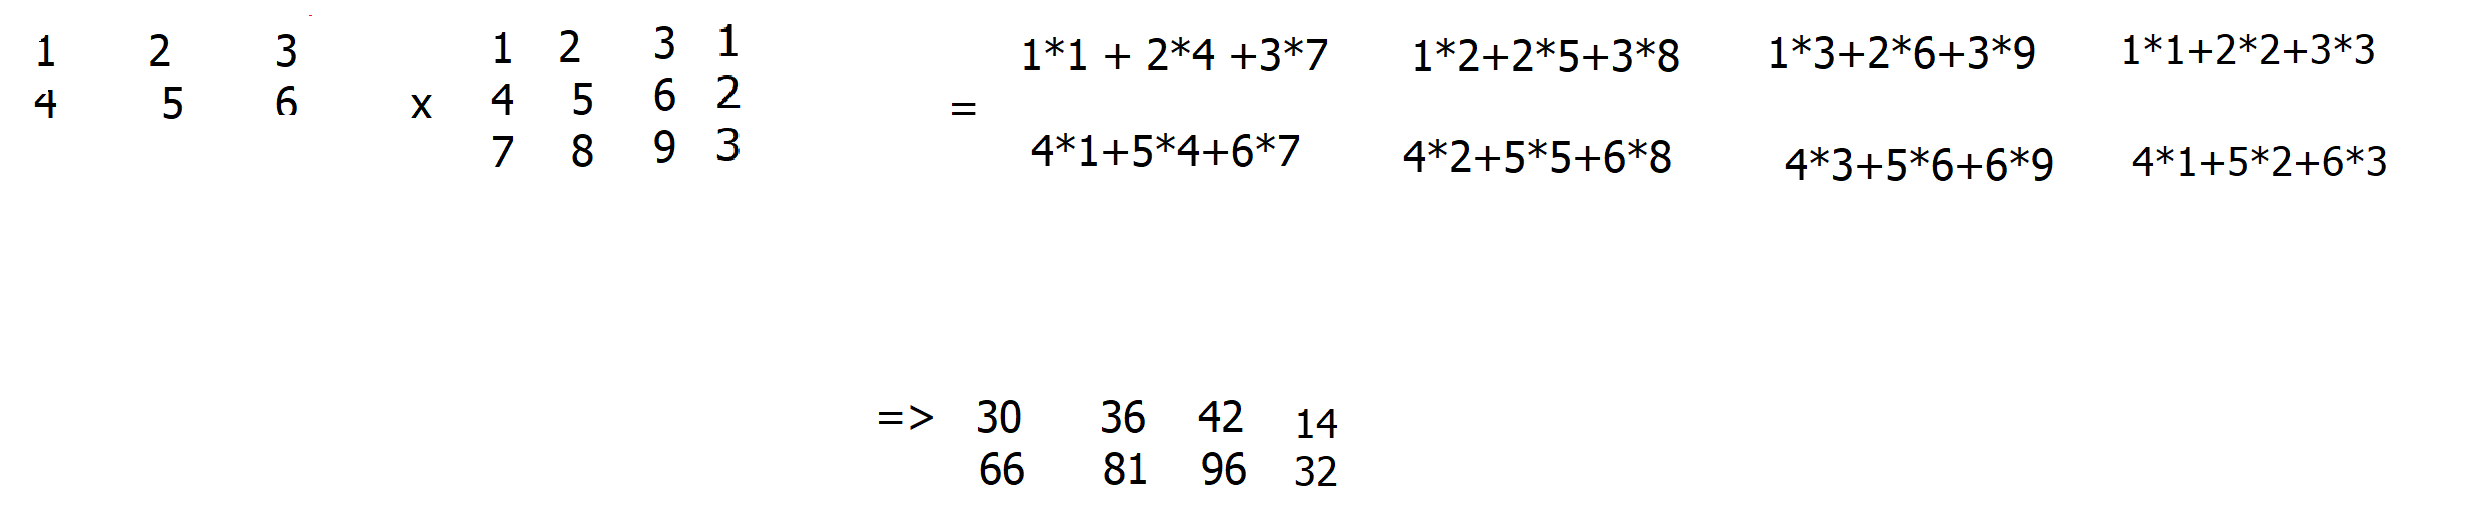 1 2 3 1 2 3 1 1*1 + 2*4 +3*7 1*2+2*5+3*8 1*3+2*6+3*9 1*1+2*2+3*3
4 5 6 x 4 5 6 2 =
7 8 9 3 4*1+5*4+6*7 4*2+5*5+6*8 4*3+5*6+6*9 4*1+5*2+6*3
=> 30 36 42 14
66 81 96 32